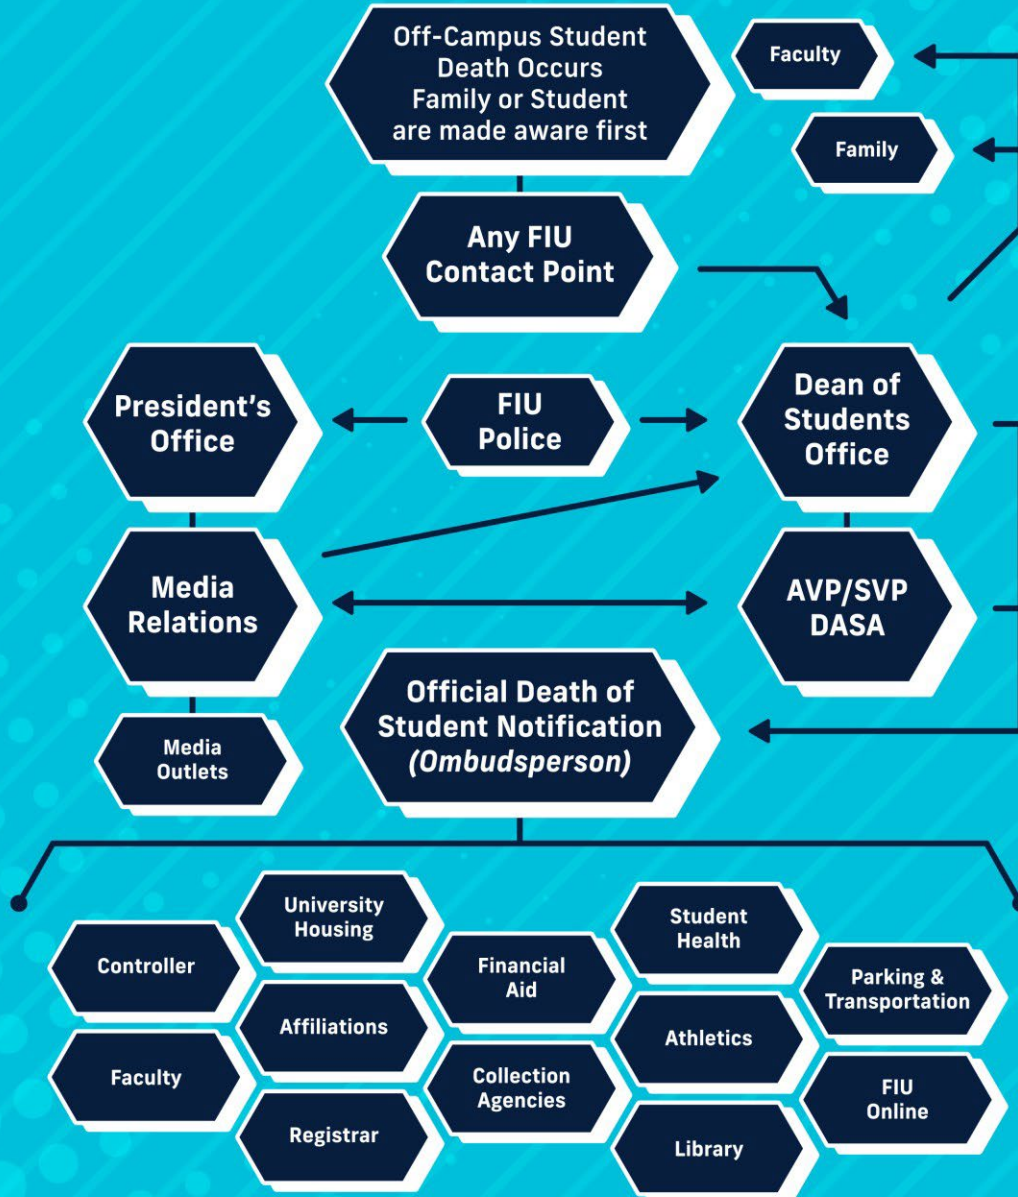 Off-Campus Student
Death Occurs
Family or Student
are made aware first
Faculty
Family
Any FIU
Contact Point
President's
Office
FIU
Police
Dean of
Students
Office
Media
Relations
AVP/SVP
DASA
Official Death of
Student Notification
(Ombudsperson)
Media
Outlets
University
Housing
Student
Health
Controller
Financial
Aid
Parking &
Transportation
Affiliations
Athletics
Faculty
Collection
Agencies
FIU
Online
Registrar
Library